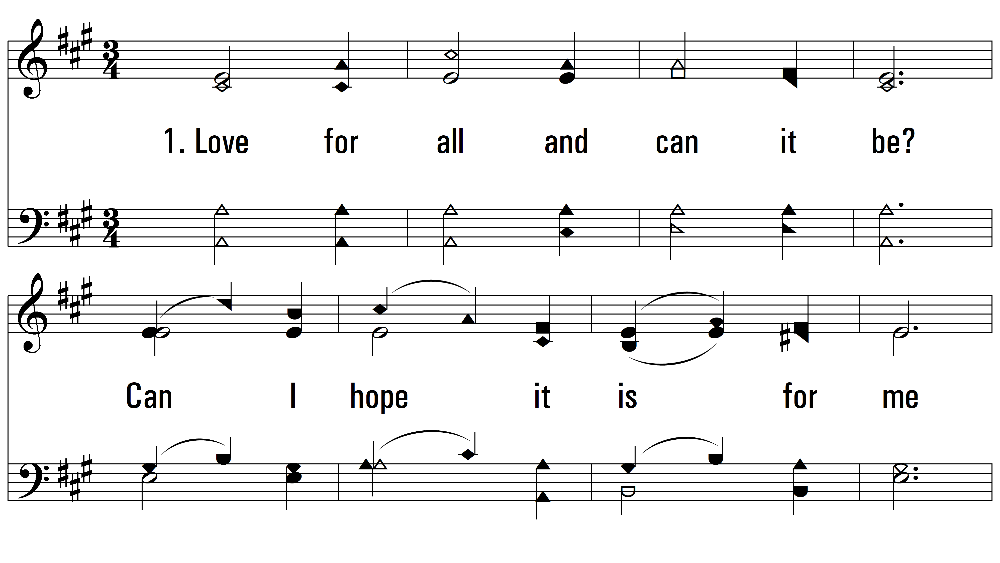 1. Love for all and can it be?
Can I hope it is for me